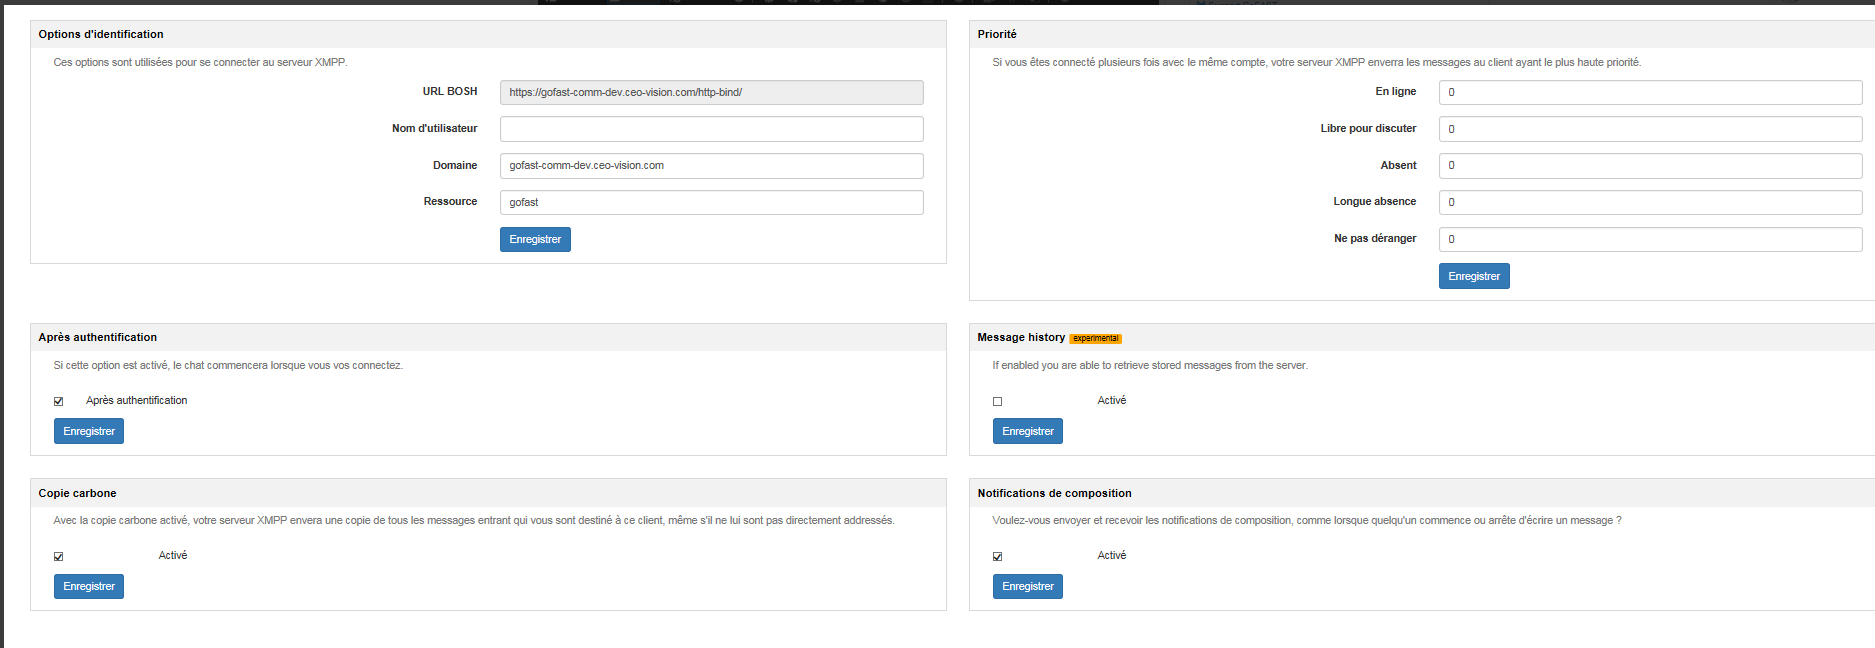 Options d'identification
Ces options sont utilisées pour se connecter au serveur XMPP.
URL BOSH
https://gofast-comm-dev.ceo-vision.com/http-bind/
Nom d'utilisateur
Domaine
gofast-comm-dev.ceo-vision.com
Ressource
gofast
Enregistrer
Priorité
Si vous êtes connecté plusieurs fois avec le même compte, votre serveur XMPP enverra les messages au client ayant le plus haute priorité.
En ligne
0
Libre pour discuter
0
Absent
0
Longue absence
0
Ne pas déranger
0
Enregistrer
Après authentification
Si cette option est activé, le chat commencera lorsque vous vos connectez.
Après authentification
Enregistrer
Message history experimental
If enabled you are able to retrieve stored messages from the server.
Activé
Enregistrer
Copie carbone
Avec la copie carbone activé, votre serveur XMPP envera une copie de tous les messages entrant qui vous sont destiné à ce client, même s'il ne lui sont pas directement addressés.
Activé
Enregistrer
Notifications de composition
Voulez-vous envoyer et recevoir les notifications de composition, comme lorsque quelqu'un commence ou arrête d'écrire un message ?
Activé
Enregistrer